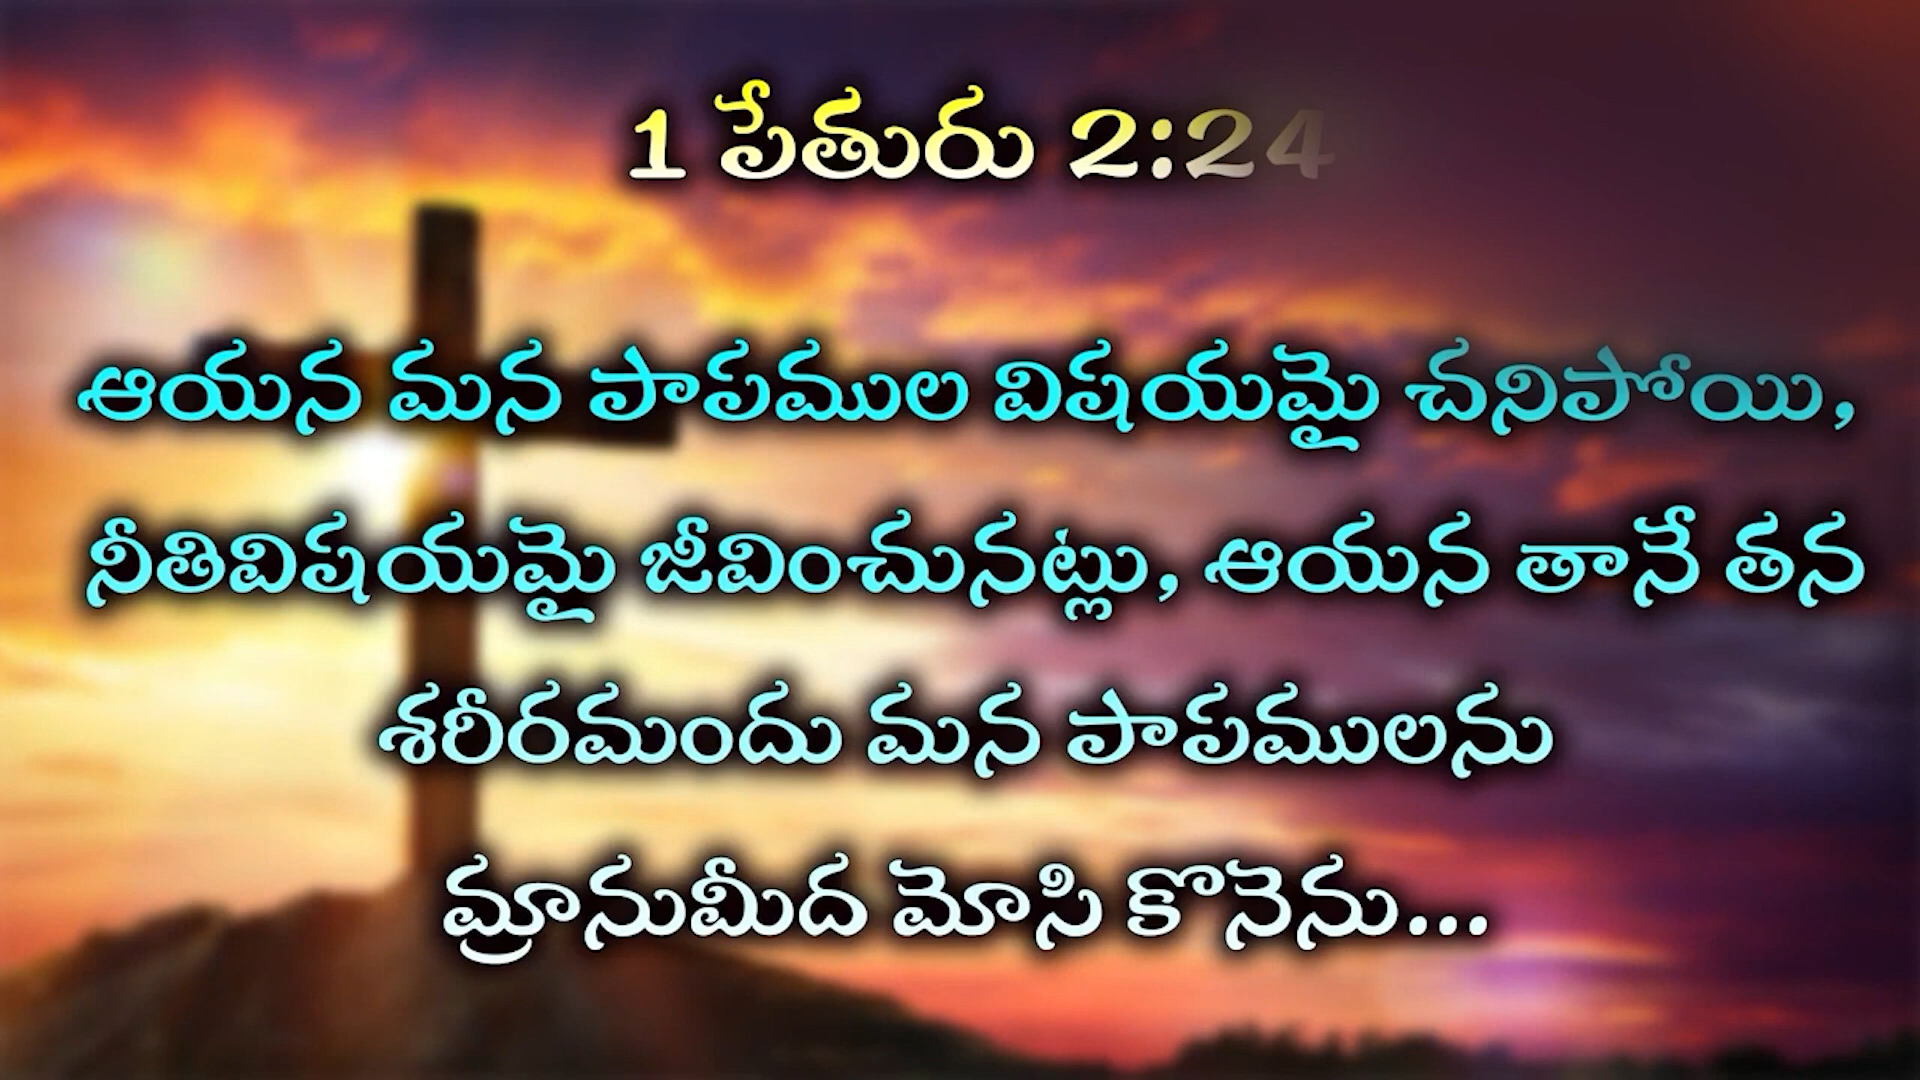 1 పేతురు 2:24
ఆయన మన పాపముల విషయమై చనిపోయి,
నీతివిషయమై జీవించునట్లు, ఆయన తానే తన
శరీరమందు మన పాపములను
మ్రానుమీద మోసి కొనెను...